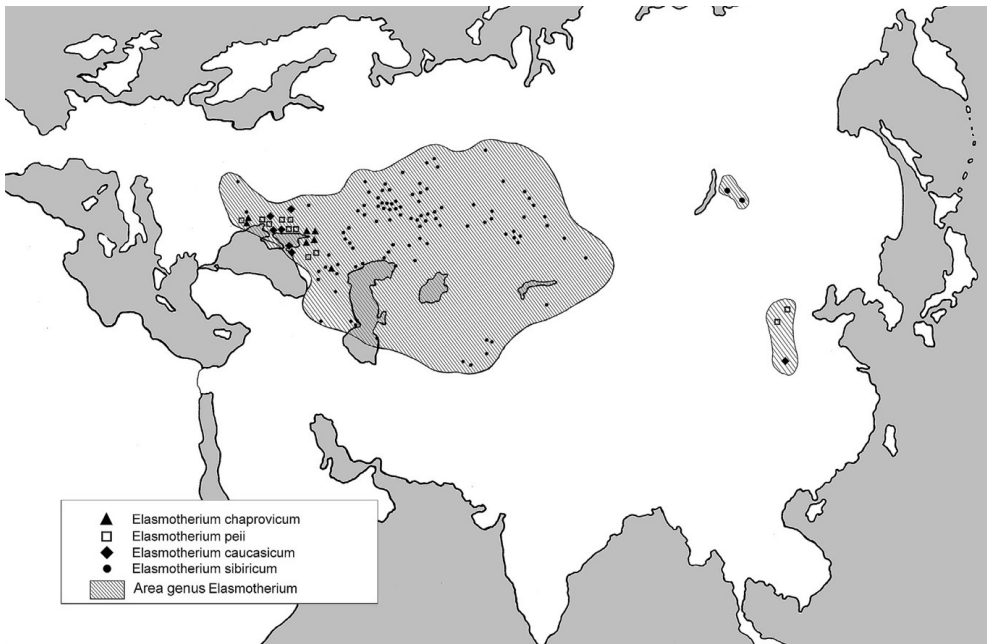 Elasmotherium chaprovicum
Elasmotherium peii
Elasmotherium caucasicum
Elasmotherium sibiricum
Area genus Elasmotherium